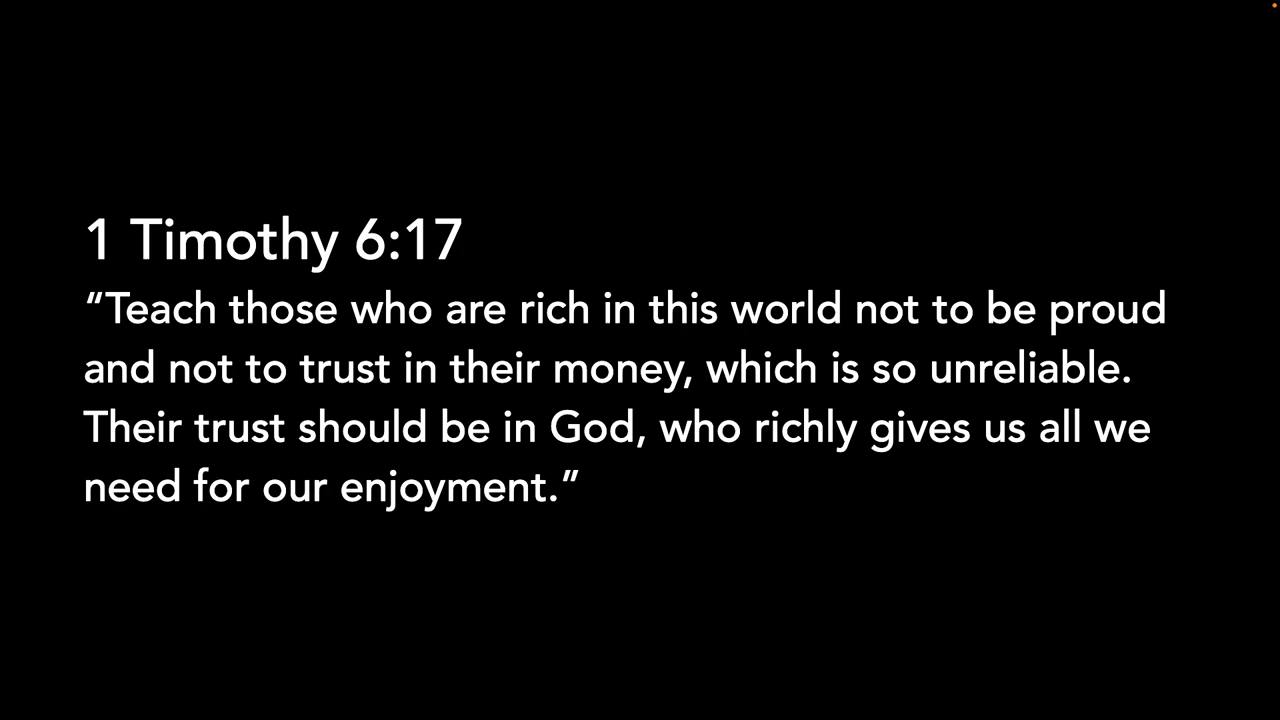 1 Timothy 6:17
“Teach those who are rich in this world not to be proud
and not to trust in their money, which is so unreliable.
Their trust should be in God, who richly gives us all we
need for our enjoyment.”